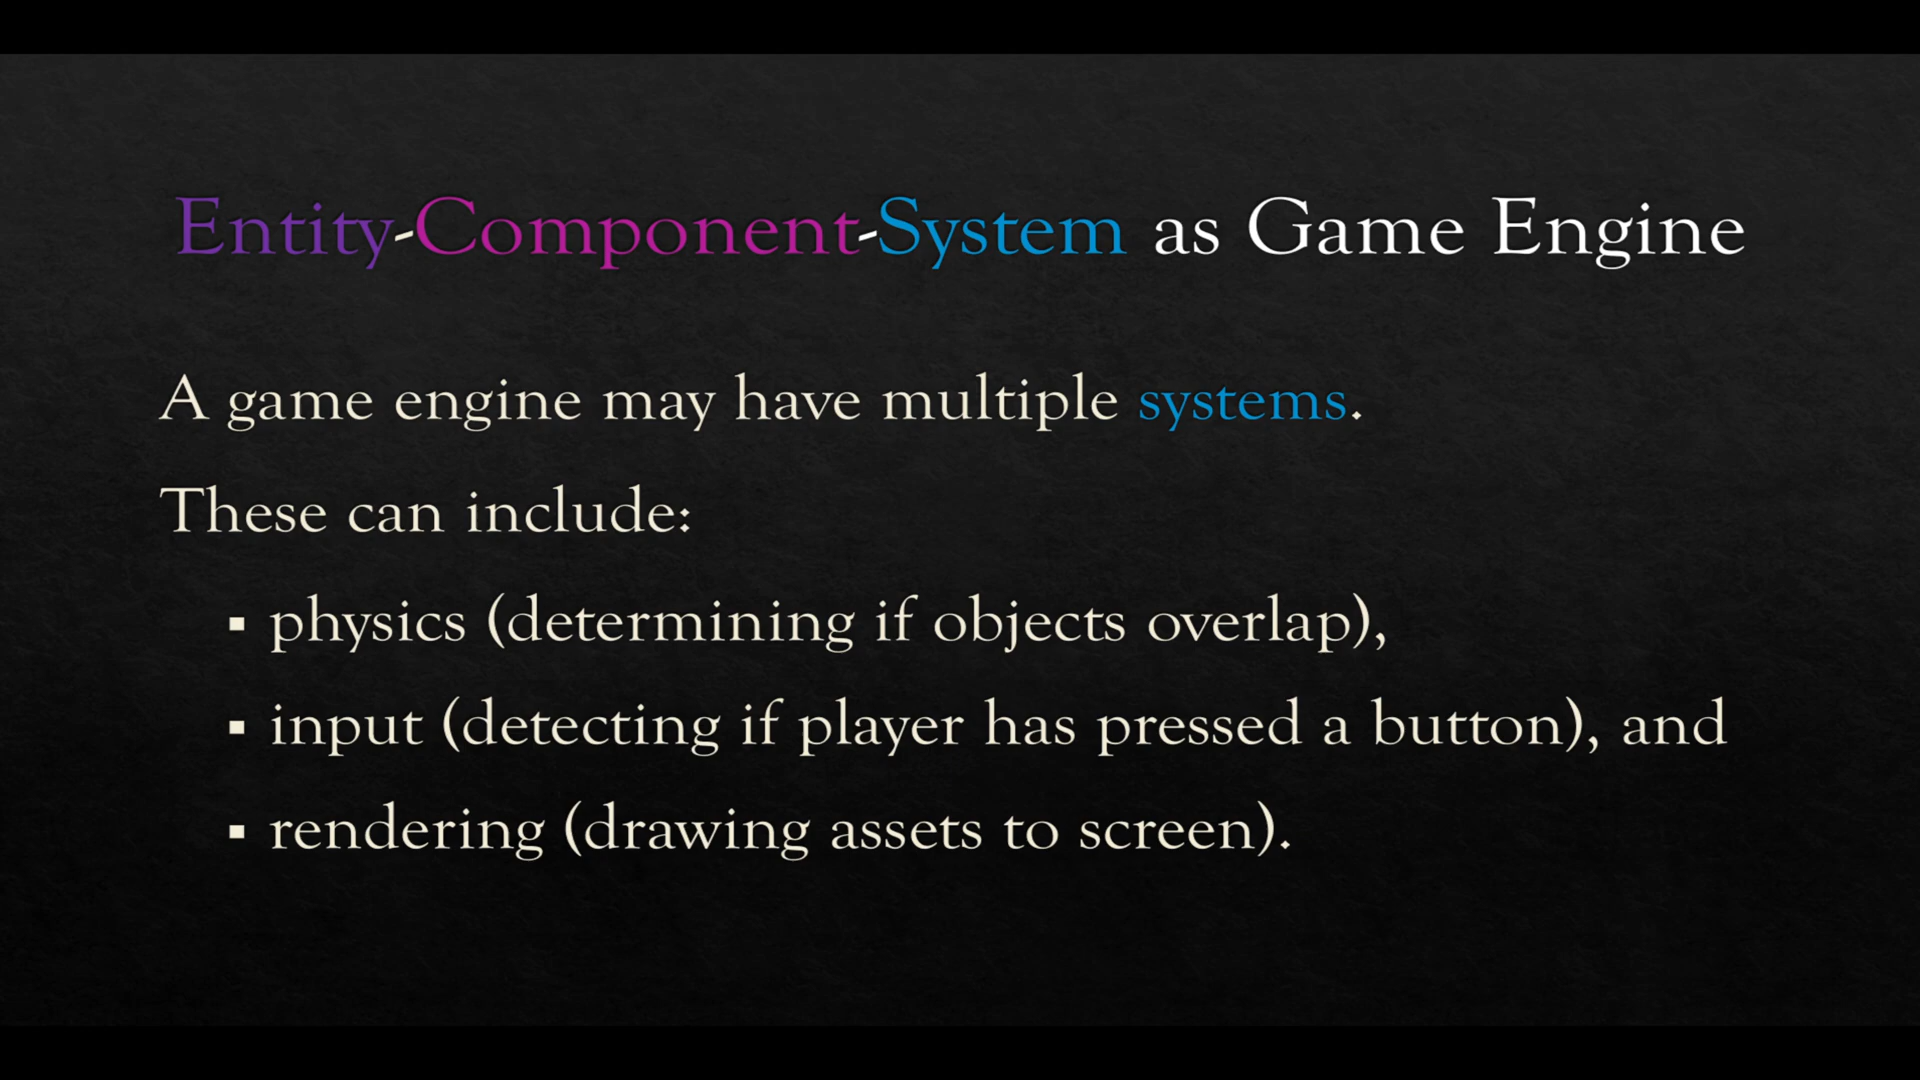 Entity-Component-System as Game Engine
A game engine may have multiple systems.
These can include:
▪ physics (determining if objects overlap),
▪ input (detecting if player has pressed a button), and
▪ rendering (drawing assets to screen).